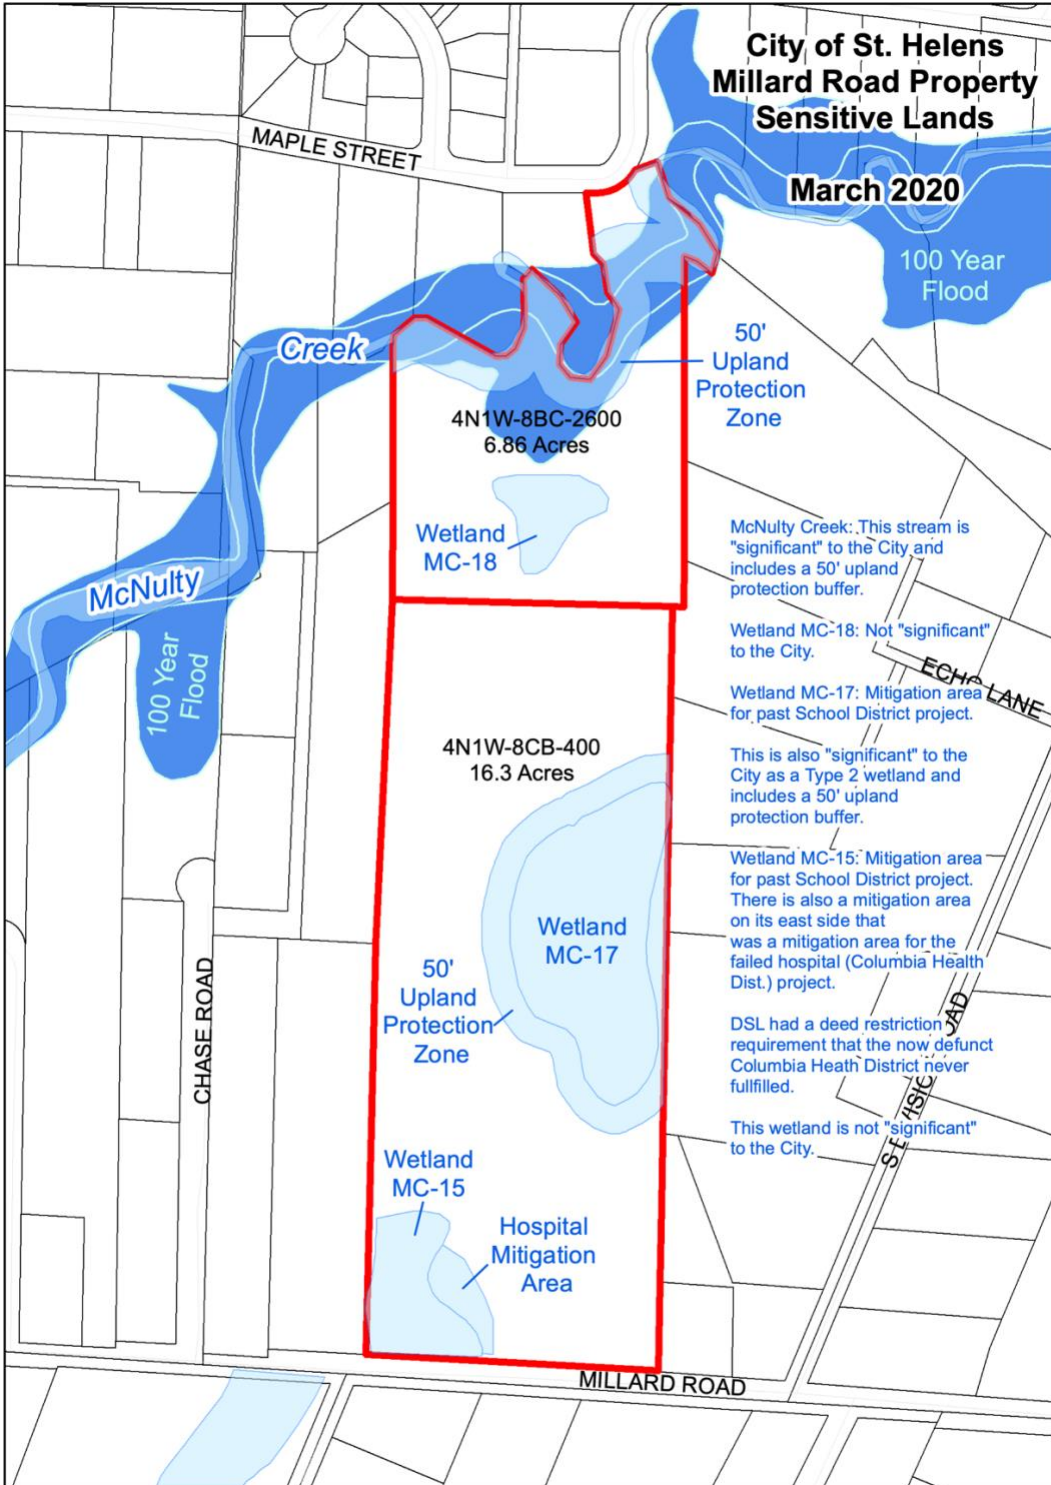 City of St. Helens
Millard Road Property
Sensitive Lands
March 2020
MAPLE STREET
100 Year
Flood
Creek
50'
Upland
Protection
Zone
4N1W-8BC-2600
6.86 Acres
Wetland
MC-18
McNulty
100 Year
Flood
McNulty Creek: This stream is
"significant" to the City and
includes a 50' upland
protection buffer.
Wetland MC-18: Not "significant"
to the City.
ECHO LANE
Wetland MC-17: Mitigation area
for past School District project.
This is also "significant" to the
City as a Type 2 wetland and
includes a 50' upland
protection buffer.
Wetland MC-15: Mitigation area
for past School District project.
There is also a mitigation area
on its east side that
was a mitigation area for the
failed hospital (Columbia Health
Dist.) project.
DSL had a deed restriction
requirement that the now defunct
Columbia Heath District never
fullfilled.
This wetland is not "significant"
to the City.
S DIVISION ROAD
4N1W-8CB-400
16.3 Acres
Wetland
MC-17
50'
Upland
Protection
Zone
CHASE ROAD
Wetland
MC-15
Hospital
Mitigation
Area
MILLARD ROAD